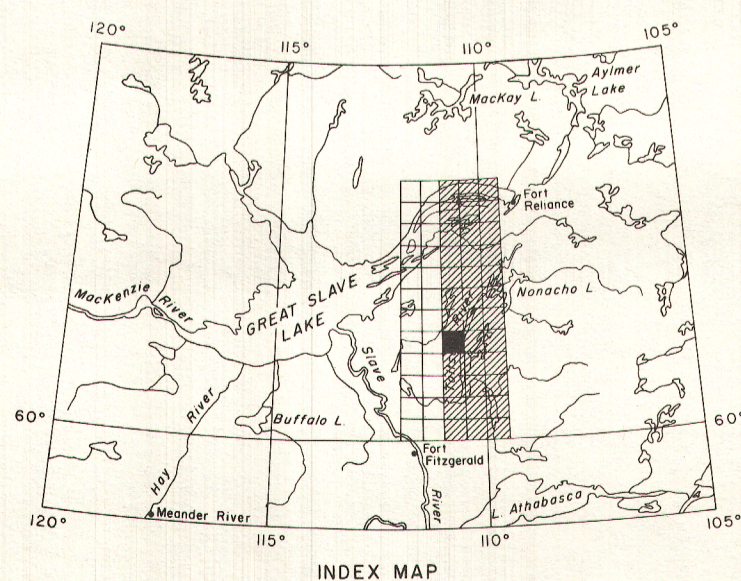 120°
115°
110°
105°
Aylmer
Lake
MacKay L.
Fort
Reliance
MacKenzie
River
GREAT SLAVE
LAKE
Nonacho L
Slave
River
60°
Hay
River
Buffalo L.
Fort
Fitzgerald
60°
River
L. Athabasca
Meander River
120°
115°
110°
105°
INDEX MAP